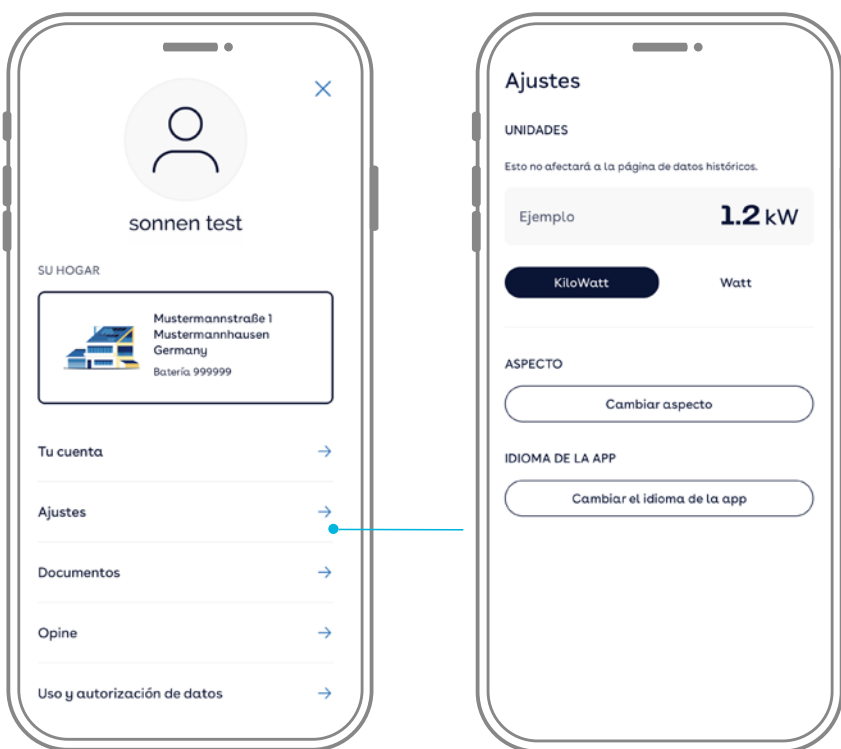 sonnen test
SU HOGAR
Mustermannstraße 1
Mustermannhausen
Germany
Batería 999999
Tu cuenta
Ajustes
Documentos
Opine
Uso y autorización de datos
Ajustes
UNIDADES
Esto no afectará a la página de datos históricos.
Ejemplo 1.2 kW
KiloWatt Watt
ASPECTO
Cambiar aspecto
IDIOMA DE LA APP
Cambiar el idioma de la app